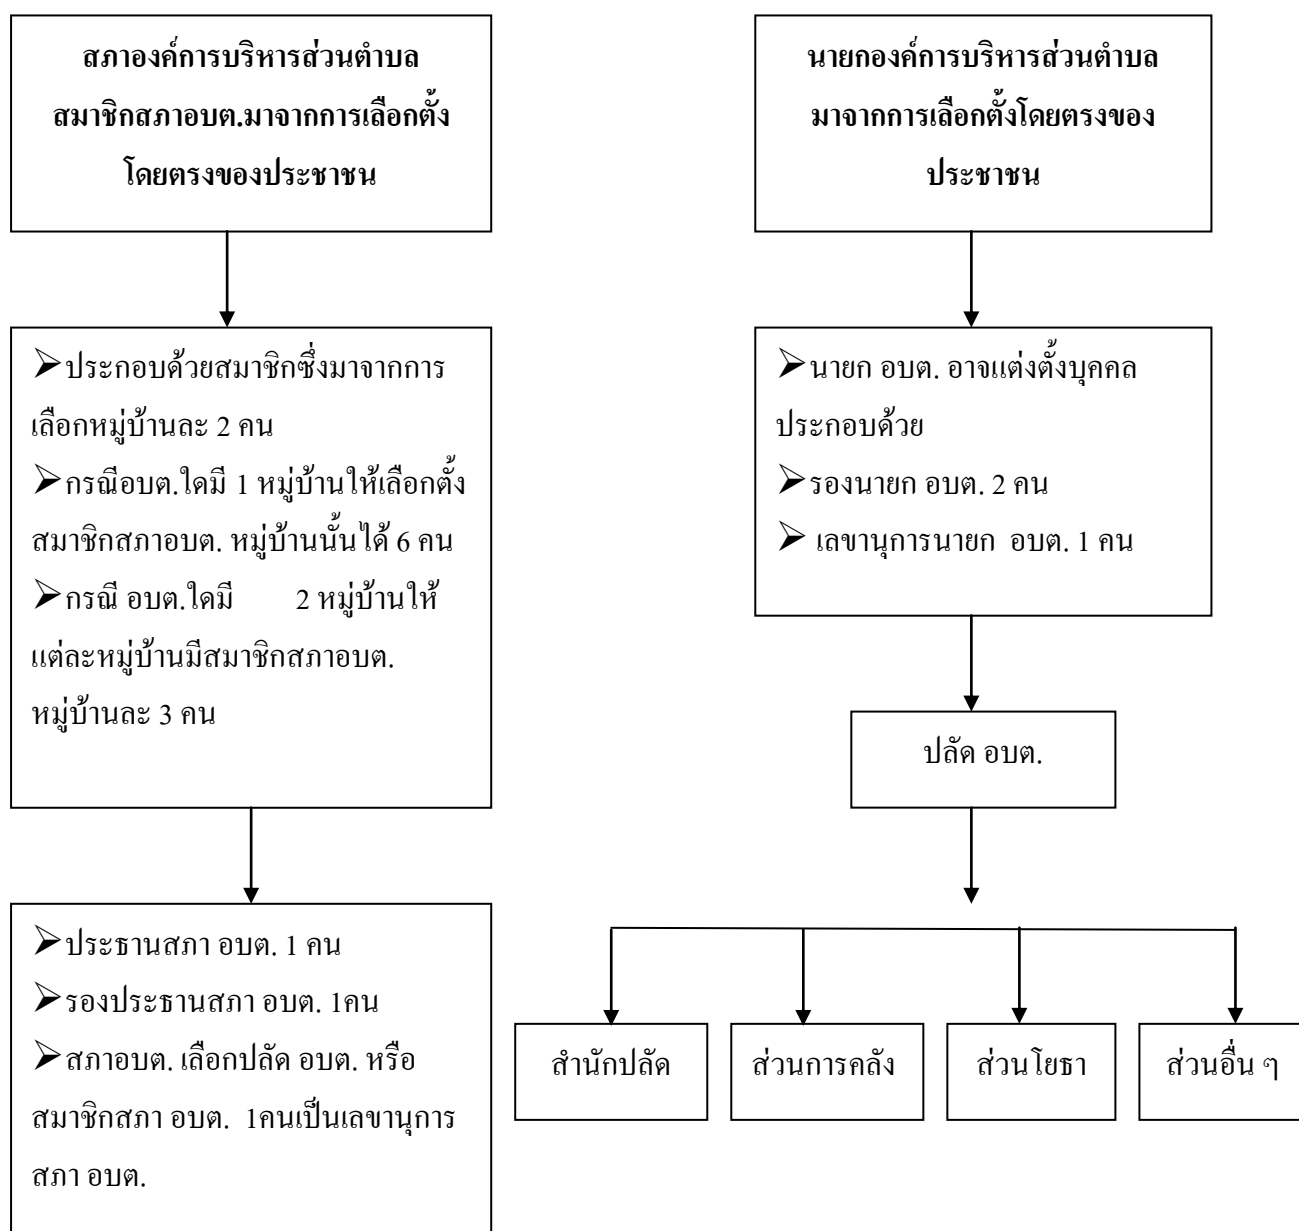 สภาองค์การบริหารส่วนตำบล
สมาชิกสภาอบต.มาจากการเลือกตั้ง
โดยตรงของประชาชน
นายกองค์การบริหารส่วนตำบล
มาจากการเลือกตั้งโดยตรงของ
ประชาชน
➢ประกอบด้วยสมาชิกซึ่งมาจากการ
เลือกหมู่บ้านละ 2 คน
➢กรณีอบต.ใดมี 1 หมู่บ้านให้เลือกตั้ง
สมาชิกสภาอบต. หมู่บ้านนั้นได้ 6 คน
➢กรณี อบต.ใดมี 2 หมู่บ้านให้
แต่ละหมู่บ้านมีสมาชิกสภาอบต.
หมู่บ้านละ 3 คน
➢นายก อบต. อาจแต่งตั้งบุคคล
ประกอบด้วย
➢รองนายก อบต. 2 คน
➢ เลขานุการนายก อบต. 1 คน
ปลัด อบต.
➢ประธานสภา อบต. 1 คน
➢รองประธานสภา อบต. 1คน
➢สภาอบต. เลือกปลัด อบต. หรือ
สมาชิกสภา อบต. 1คนเป็นเลขานุการ
สภา อบต.
สำนักปลัด
ส่วนการคลัง
ส่วนโยธา
ส่วนอื่น ๆ